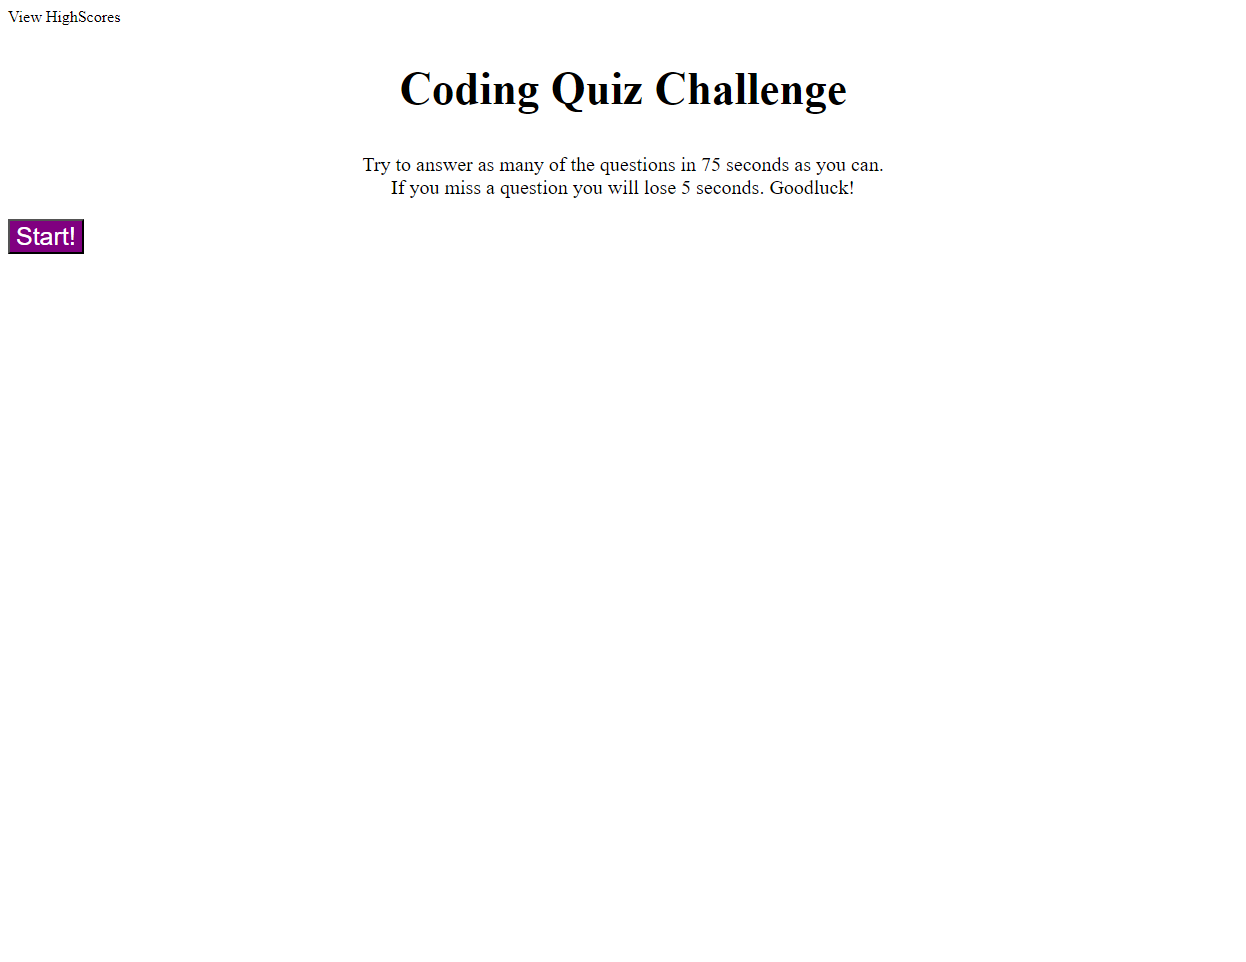 View HighScores
Coding Quiz Challenge
Try to answer as many of the questions in 75 seconds as you can.
If you miss a question you will lose 5 seconds. Goodluck!
Start!